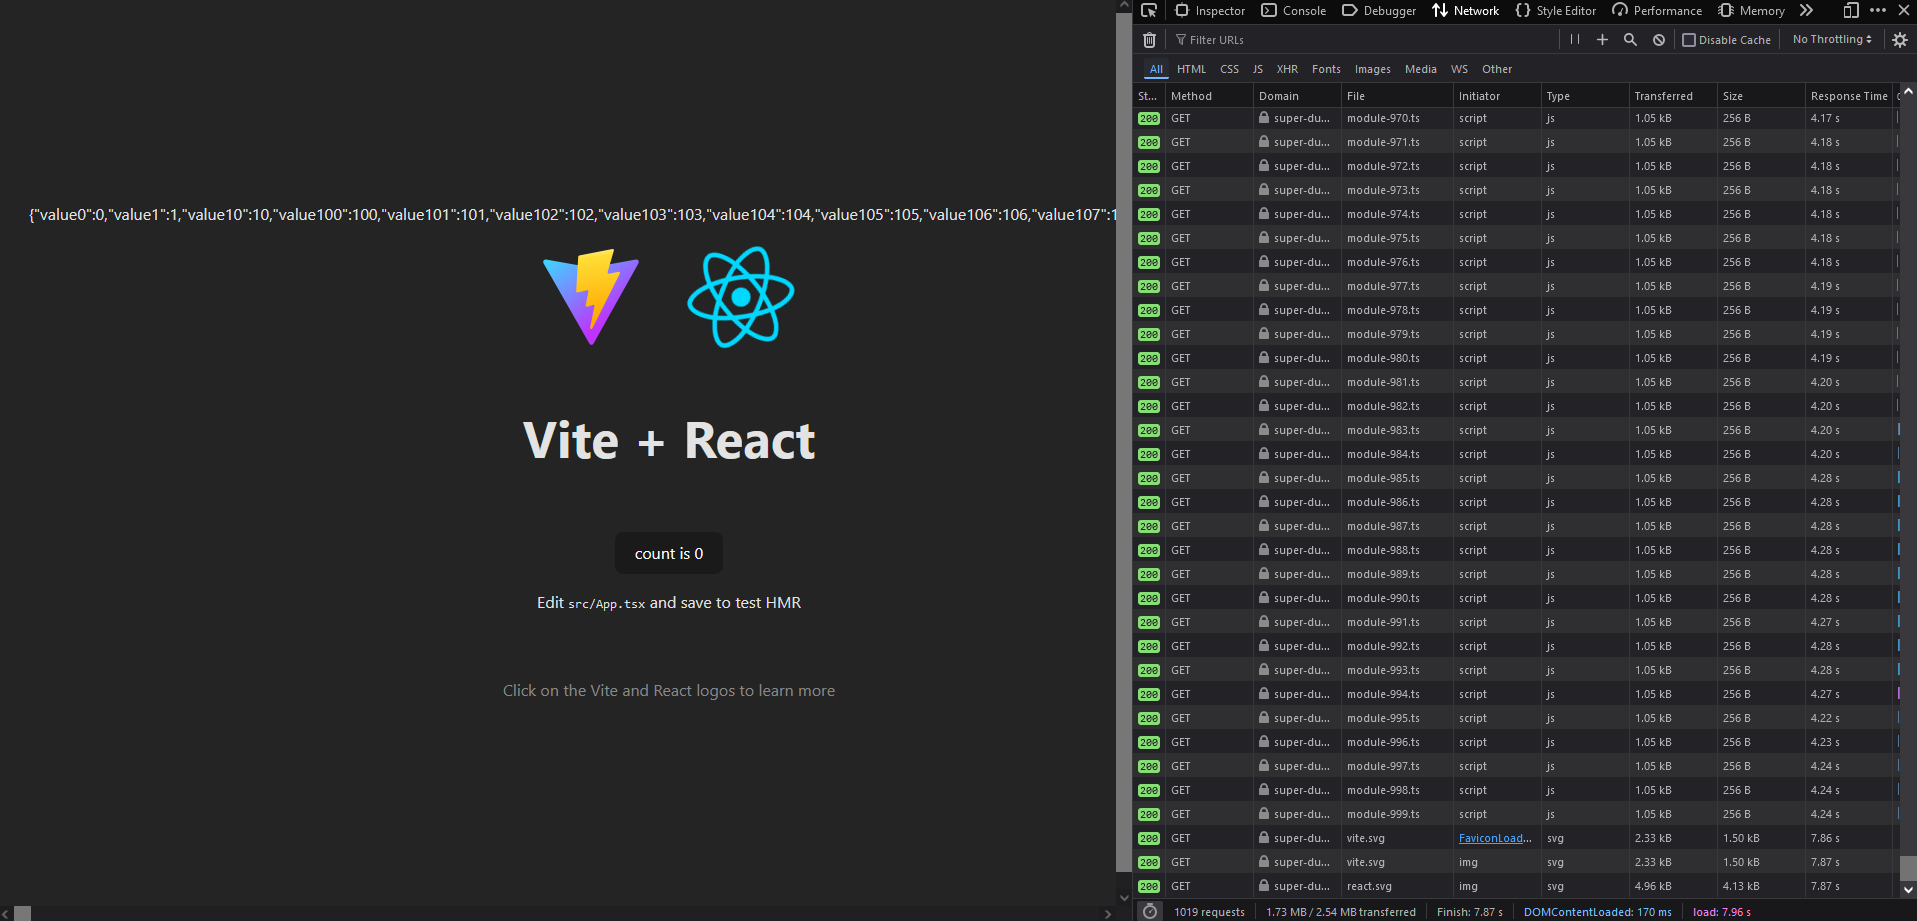 {"value0":0,"value1":1,"value10":10,"value100":100,"value101":101,"value102":102,"value103":103,"value104":104,"value105":105,"value106":106,"value107":1
Vite + React
count is 0
Edit src/App.tsx and save to test HMR
Click on the Vite and React logos to learn more
Inspector Console Debugger Network Style Editor Performance Memory
Filter URLs Disable Cache No Throttling
All HTML CSS JS XHR Fonts Images Media WS Other
St... Method Domain File Initiator Type Transferred Size Response Time
200 GET super-du... module-970.ts script js 1.05 kB 256 B 4.17 s
200 GET super-du... module-971.ts script js 1.05 kB 256 B 4.18 s
200 GET super-du... module-972.ts script js 1.05 kB 256 B 4.18 s
200 GET super-du... module-973.ts script js 1.05 kB 256 B 4.18 s
200 GET super-du... module-974.ts script js 1.05 kB 256 B 4.18 s
200 GET super-du... module-975.ts script js 1.05 kB 256 B 4.18 s
200 GET super-du... module-976.ts script js 1.05 kB 256 B 4.18 s
200 GET super-du... module-977.ts script js 1.05 kB 256 B 4.19 s
200 GET super-du... module-978.ts script js 1.05 kB 256 B 4.19 s
200 GET super-du... module-979.ts script js 1.05 kB 256 B 4.19 s
200 GET super-du... module-980.ts script js 1.05 kB 256 B 4.19 s
200 GET super-du... module-981.ts script js 1.05 kB 256 B 4.20 s
200 GET super-du... module-982.ts script js 1.05 kB 256 B 4.20 s
200 GET super-du... module-983.ts script js 1.05 kB 256 B 4.20 s
200 GET super-du... module-984.ts script js 1.05 kB 256 B 4.20 s
200 GET super-du... module-985.ts script js 1.05 kB 256 B 4.28 s
200 GET super-du... module-986.ts script js 1.05 kB 256 B 4.28 s
200 GET super-du... module-987.ts script js 1.05 kB 256 B 4.28 s
200 GET super-du... module-988.ts script js 1.05 kB 256 B 4.28 s
200 GET super-du... module-989.ts script js 1.05 kB 256 B 4.28 s
200 GET super-du... module-990.ts script js 1.05 kB 256 B 4.28 s
200 GET super-du... module-991.ts script js 1.05 kB 256 B 4.27 s
200 GET super-du... module-992.ts script js 1.05 kB 256 B 4.28 s
200 GET super-du... module-993.ts script js 1.05 kB 256 B 4.28 s
200 GET super-du... module-994.ts script js 1.05 kB 256 B 4.27 s
200 GET super-du... module-995.ts script js 1.05 kB 256 B 4.22 s
200 GET super-du... module-996.ts script js 1.05 kB 256 B 4.23 s
200 GET super-du... module-997.ts script js 1.05 kB 256 B 4.24 s
200 GET super-du... module-998.ts script js 1.05 kB 256 B 4.24 s
200 GET super-du... module-999.ts script js 1.05 kB 256 B 4.24 s
200 GET super-du... vite.svg FaviconLoad... svg 2.33 kB 1.50 kB 7.86 s
200 GET super-du... vite.svg img svg 2.33 kB 1.50 kB 7.87 s
200 GET super-du... react.svg img svg 4.96 kB 4.13 kB 7.87 s
1019 requests 1.73 MB / 2.54 MB transferred Finish: 7.87 s DOMContentLoaded: 170 ms load: 7.96 s